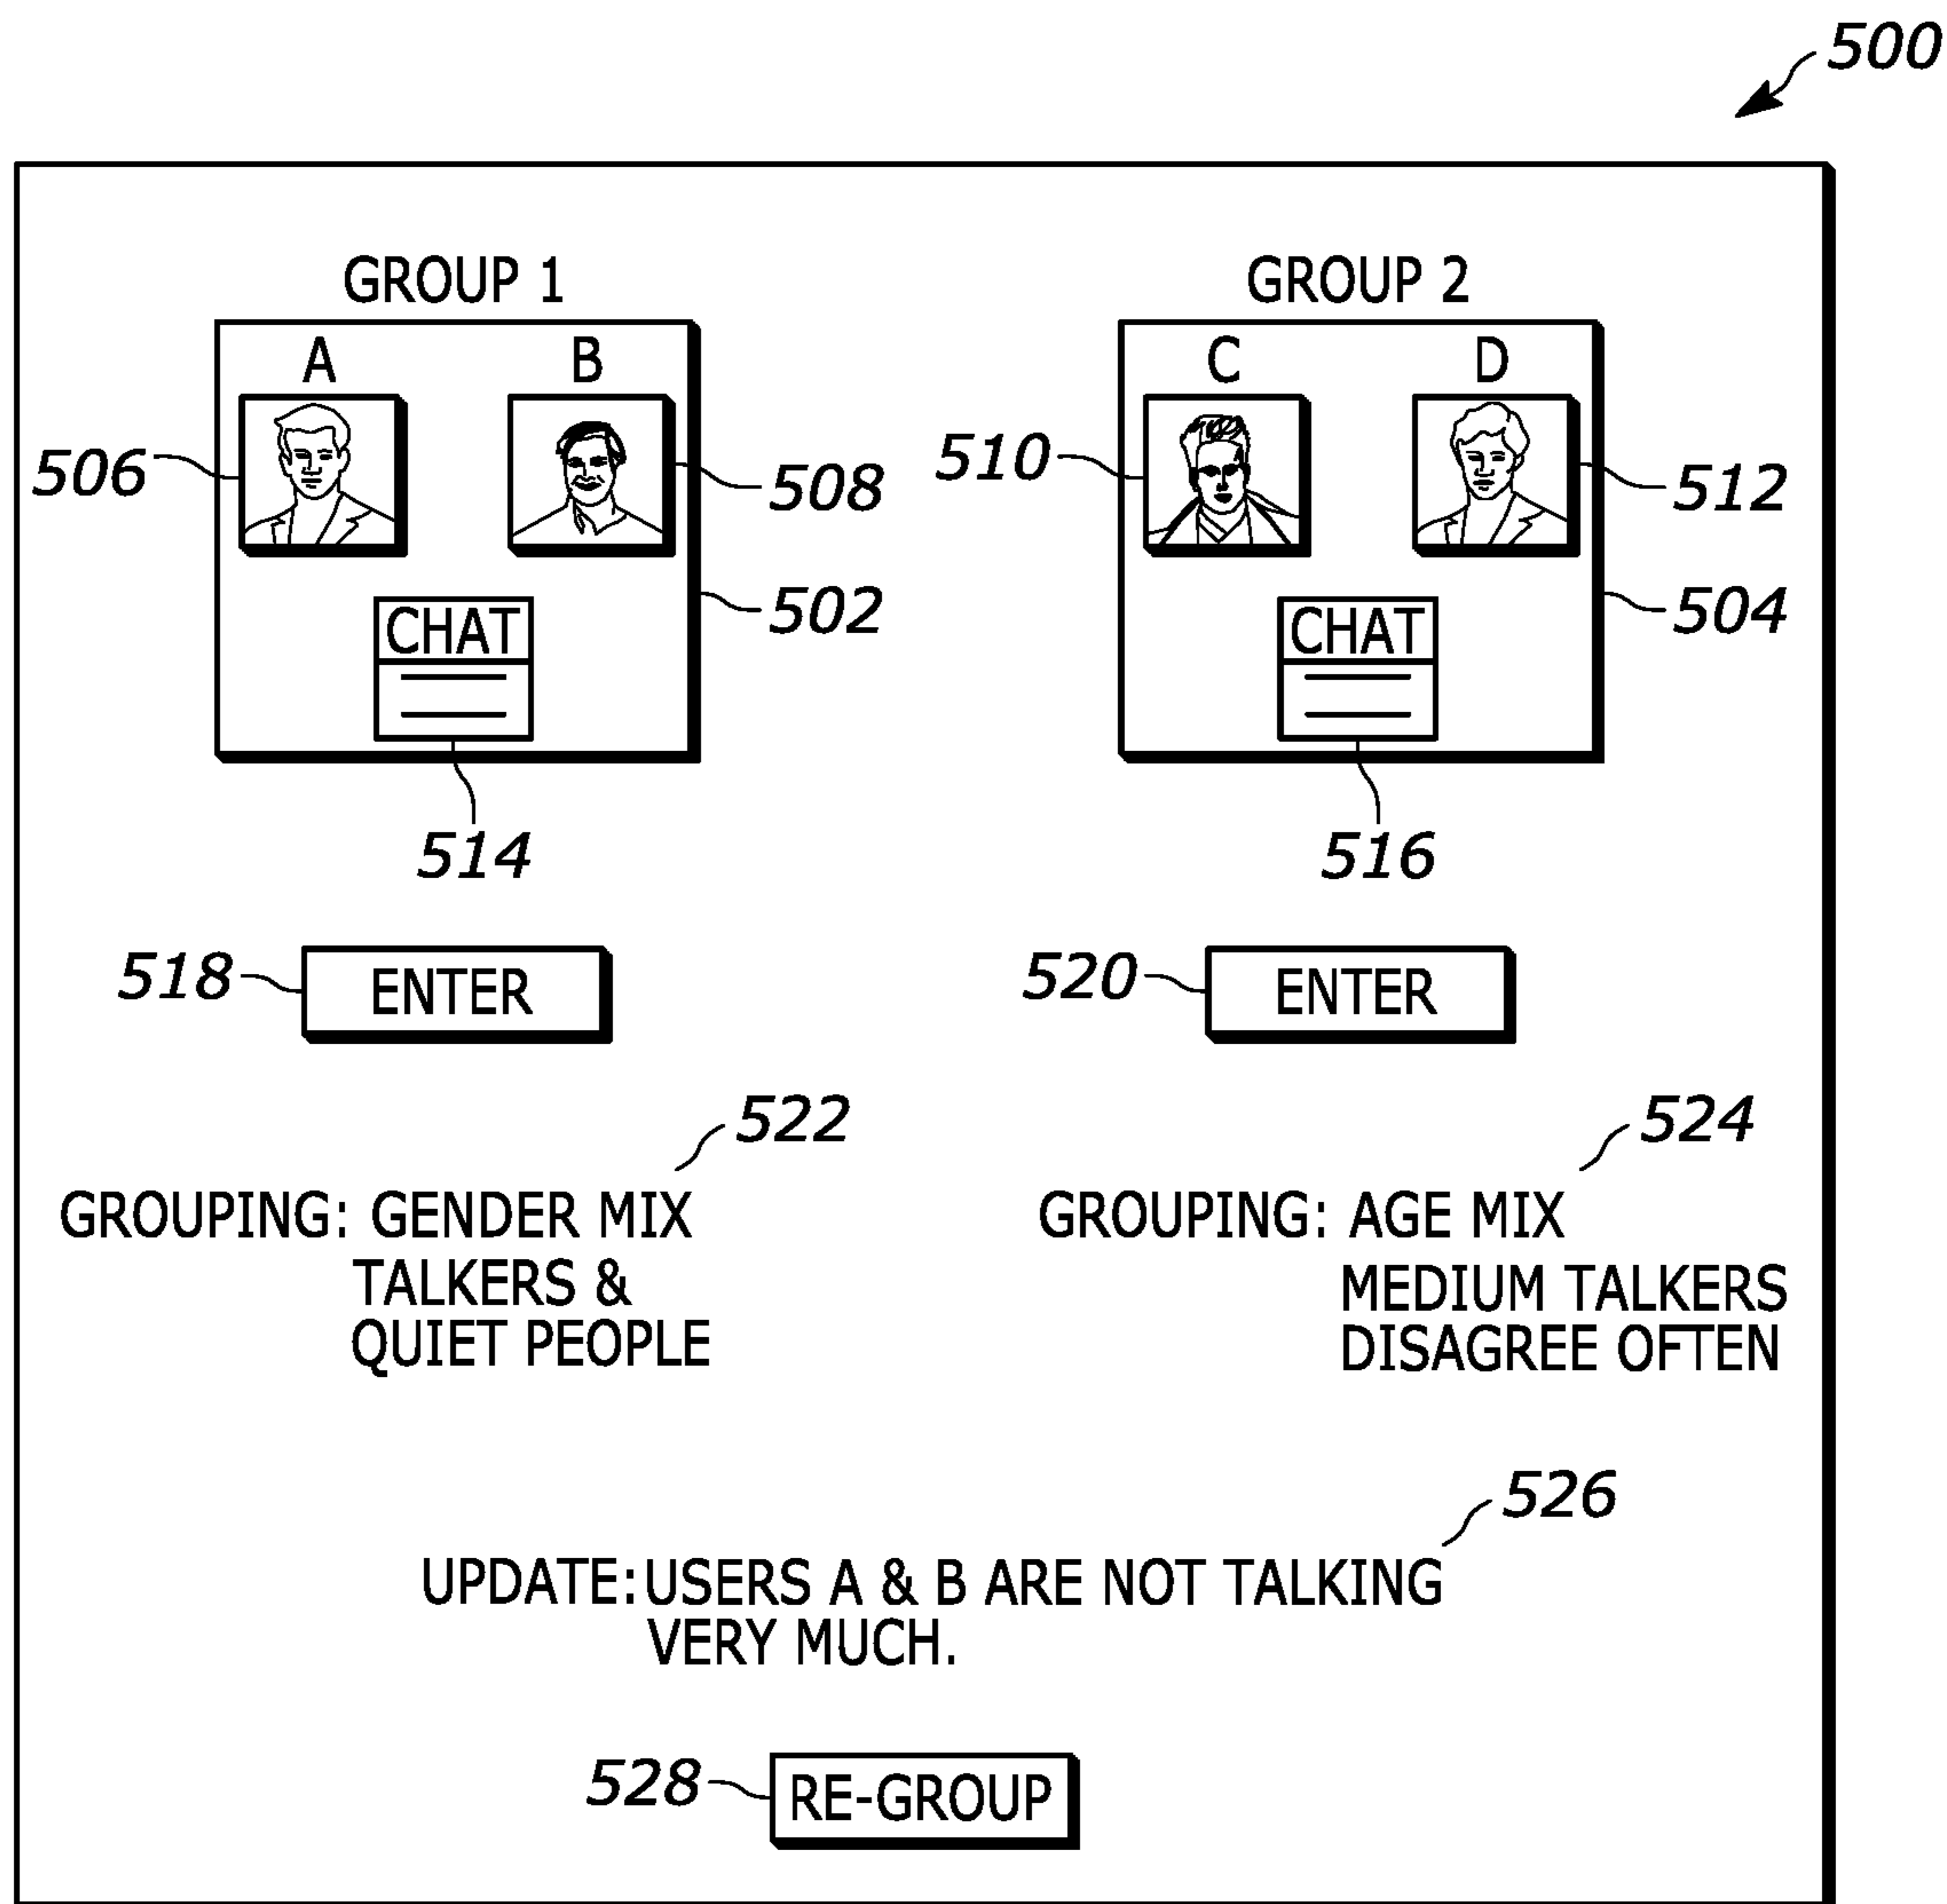 500
GROUP 1
GROUP 2
A
B
C
D
506
508
510
512
502
504
CHAT
CHAT
514
516
518
ENTER
520
ENTER
522
524
GROUPING: GENDER MIX
TALKERS &
QUIET PEOPLE
GROUPING: AGE MIX
MEDIUM TALKERS
DISAGREE OFTEN
526
UPDATE: USERS A & B ARE NOT TALKING
VERY MUCH.
528
RE-GROUP